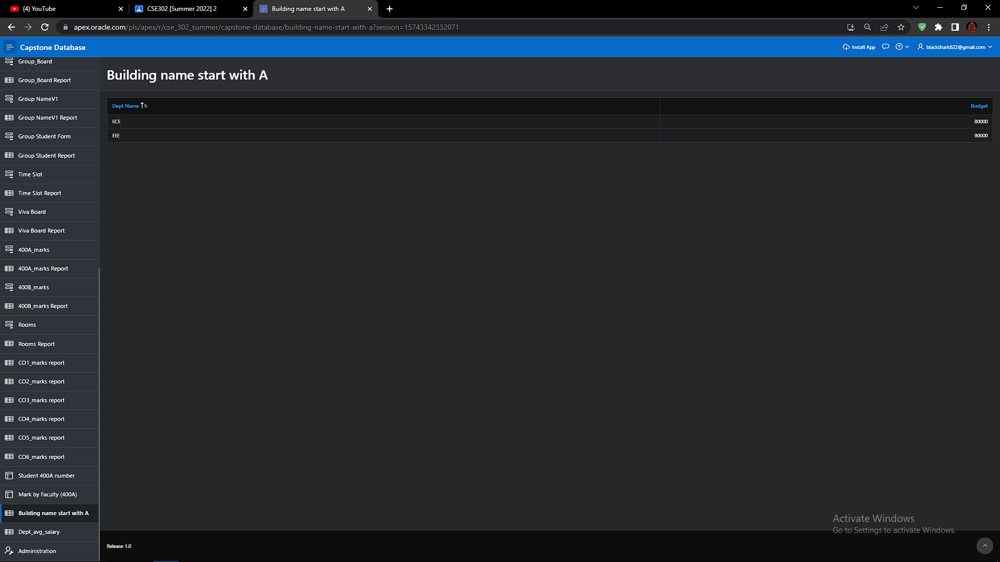 (4) YouTube
CSE302 [Summer 2022] 2
Building name start with A
apex.oracle.com/pls/apex/r/cse_302_summer/capstone-database/building-name-start-with-a?session=15743342332071
Capstone Database
Install App
blackshark622@gmail.com
Group_Board
Group_Board Report
Group NameV1
Group NameV1 Report
Group Student Form
Group Student Report
Time Slot
Time Slot Report
Viva Board
Viva Board Report
400A_marks
400A_marks Report
400B_marks
400B_marks Report
Rooms
Rooms Report
CO1_marks report
CO2_marks report
CO3_marks report
CO4_marks report
CO5_marks report
CO6_marks report
Student 400A number
Mark by Faculty (400A)
Building name start with A
Dept_avg_salary
Administration
Building name start with A
Dept Name Budget
ECE 80000
EEE 90000
Activate Windows
Go to Settings to activate Windows.
Release 1.0